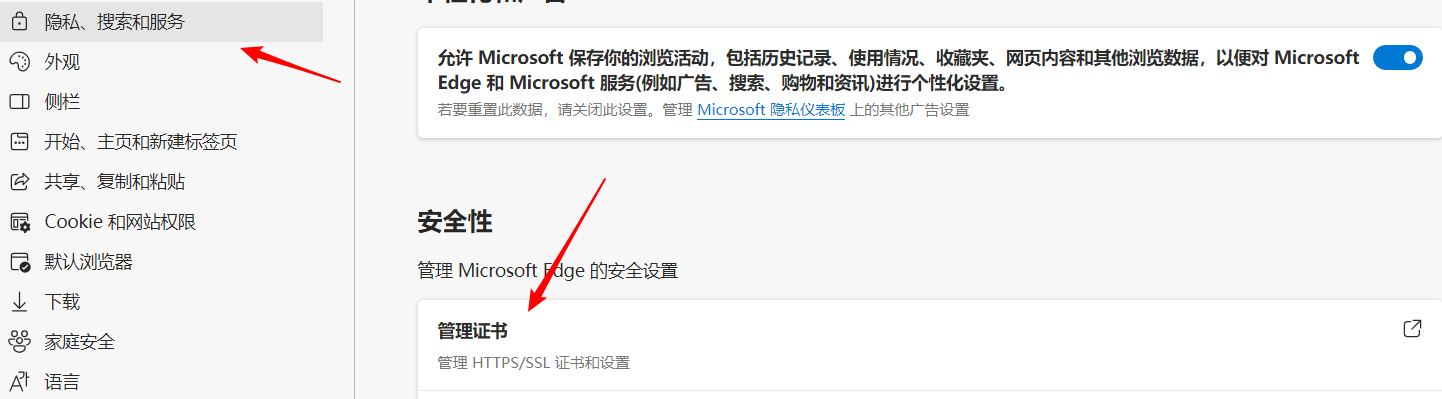 隐私、搜索和服务
外观
侧栏
开始、主页和新建标签页
共享、复制和粘贴
Cookie 和网站权限
默认浏览器
下载
家庭安全
语言
允许 Microsoft 保存你的浏览活动，包括历史记录、使用情况、收藏夹、网页内容和其他浏览数据，以便对 Microsoft
Edge 和 Microsoft 服务(例如广告、搜索、购物和资讯)进行个性化设置。
若要重置此数据，请关闭此设置。管理 Microsoft 隐私仪表板 上的其他广告设置
安全性
管理 Microsoft Edge 的安全设置
管理证书
管理 HTTPS/SSL 证书和设置